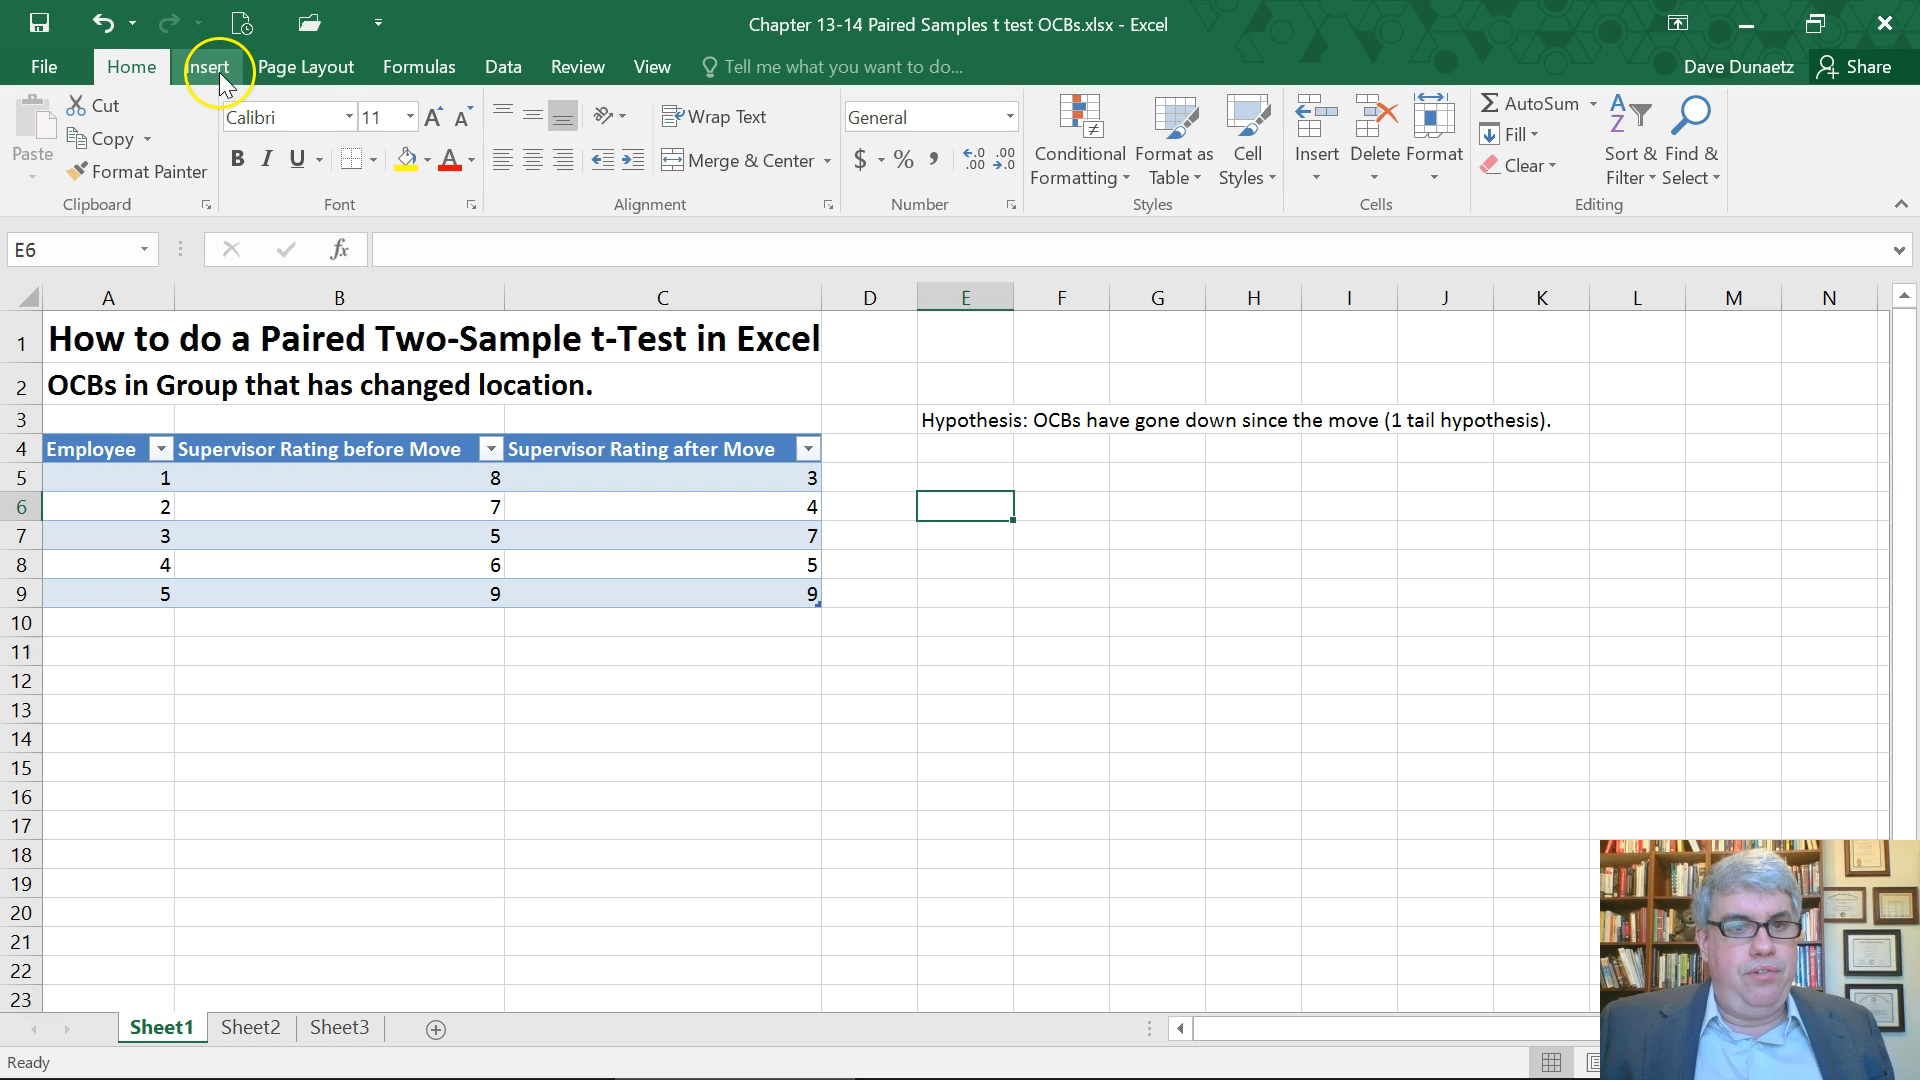 Chapter 13-14 Paired Samples t test OCBs.xlsx - Excel
File Home Insert Page Layout Formulas Data Review View Tell me what you want to do... Dave Dunaetz Share
Paste Cut Copy Format Painter
Clipboard
Calibri 11
B I U A
Font
Wrap Text
Merge & Center
Alignment
General
$ %
Number
Conditional Formatting
Format as Table
Cell Styles
Styles
Insert Delete Format
Cells
AutoSum
Fill
Clear
Sort & Filter
Find & Select
Editing
E6 fx
A B C D E F G H I J K L M N
1 How to do a Paired Two-Sample t-Test in Excel
2 OCBs in Group that has changed location.
3 Hypothesis: OCBs have gone down since the move (1 tail hypothesis).
4 Employee Supervisor Rating before Move Supervisor Rating after Move
5 1 8 3
6 2 7 4
7 3 5 7
8 4 6 5
9 5 9 9
10
11
12
13
14
15
16
17
18
19
20
21
22
23
Sheet1 Sheet2 Sheet3
Ready